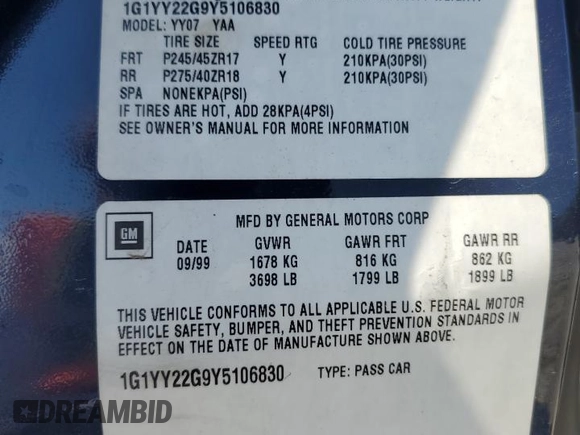 1G1YY22G9Y5106830
MODEL: YY07 YAA
TIRE SIZE SPEED RTG COLD TIRE PRESSURE
FRT P245/45ZR17 Y 210KPA(30PSI)
RR P275/40ZR18 Y 210KPA(30PSI)
SPA NONEKPA(PSI)
IF TIRES ARE HOT, ADD 28KPA(4PSI)
SEE OWNER'S MANUAL FOR MORE INFORMATION
GM
MFD BY GENERAL MOTORS CORP
DATE GVWR GAWR FRT GAWR RR
09/99 1678 KG 816 KG 862 KG
3698 LB 1799 LB 1899 LB
THIS VEHICLE CONFORMS TO ALL APPLICABLE U.S. FEDERAL MOTOR
VEHICLE SAFETY, BUMPER, AND THEFT PREVENTION STANDARDS IN
EFFECT ON THE DATE OF MANUFACTURE SHOWN ABOVE.
1G1YY22G9Y5106830 TYPE: PASS CAR
DREAMBID